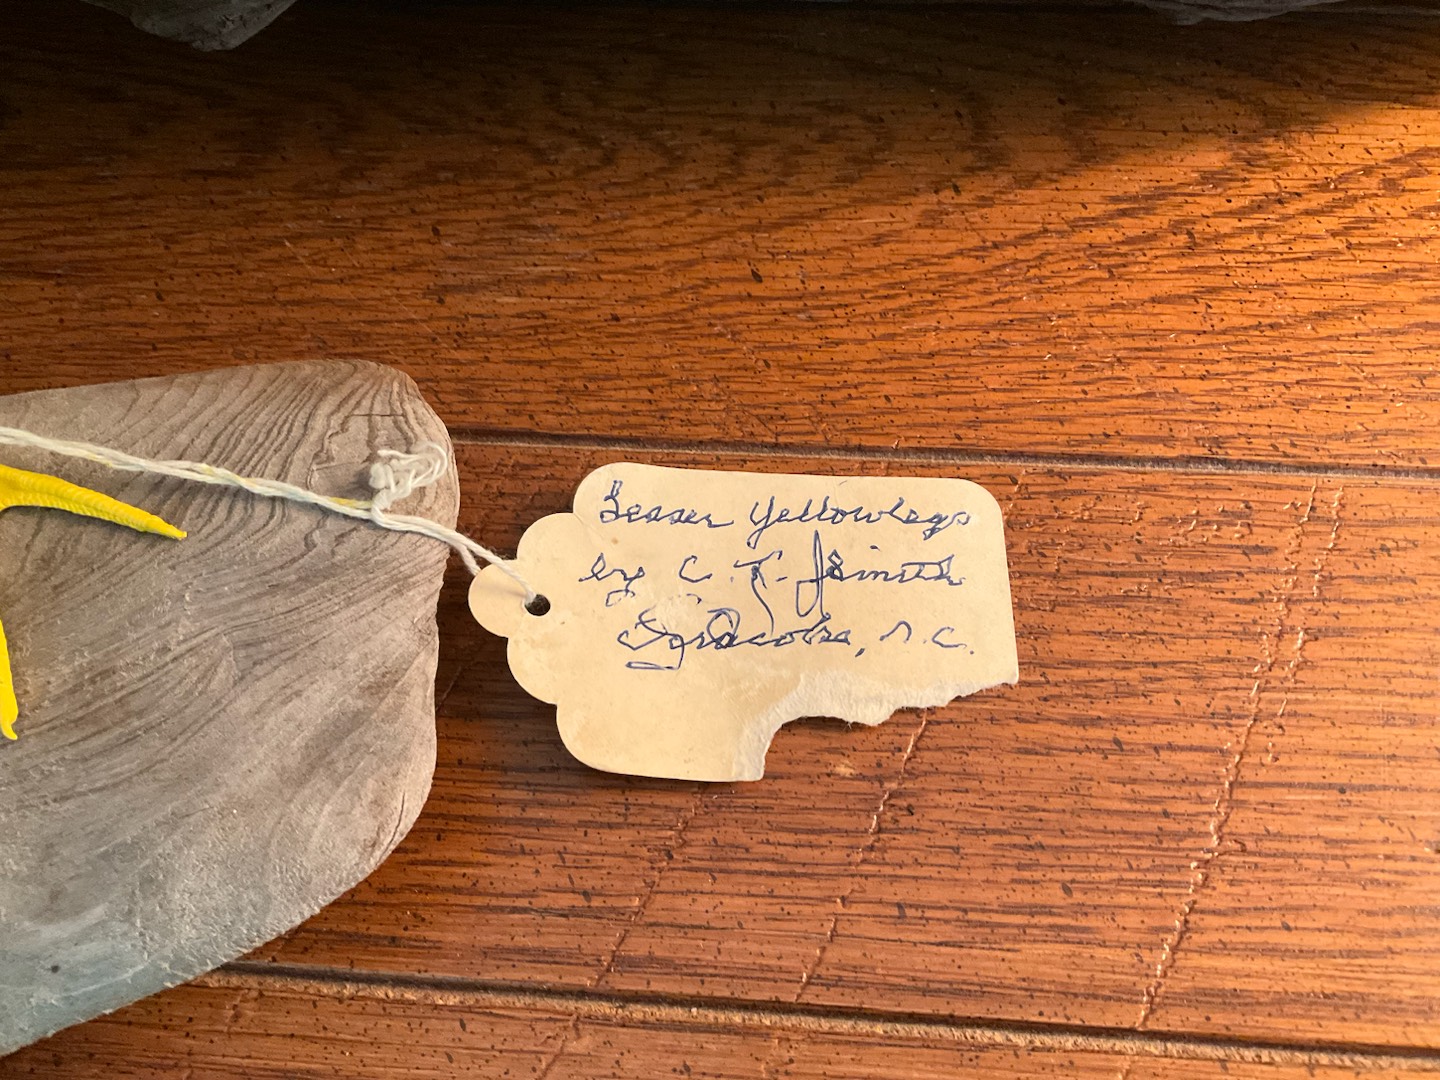 Lesser Yellowlegs
by C. T. Smith
Ocracoke, N.C.